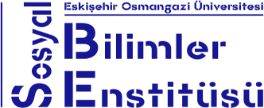 Eskişehir Osmangazi Üniversitesi
Sosyal
Bilimler
Enstitüsü